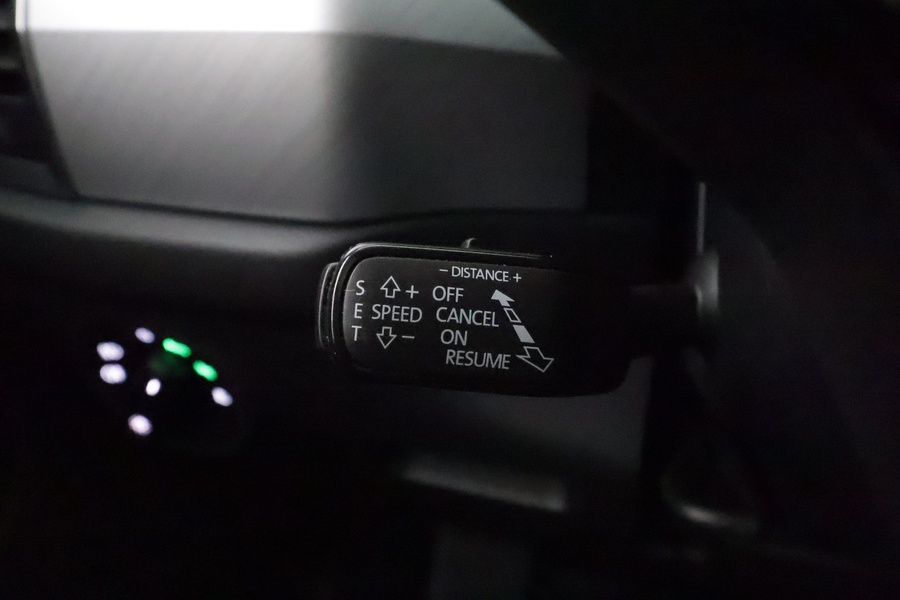 − DISTANCE +
S + OFF
E SPEED CANCEL
T − ON
RESUME